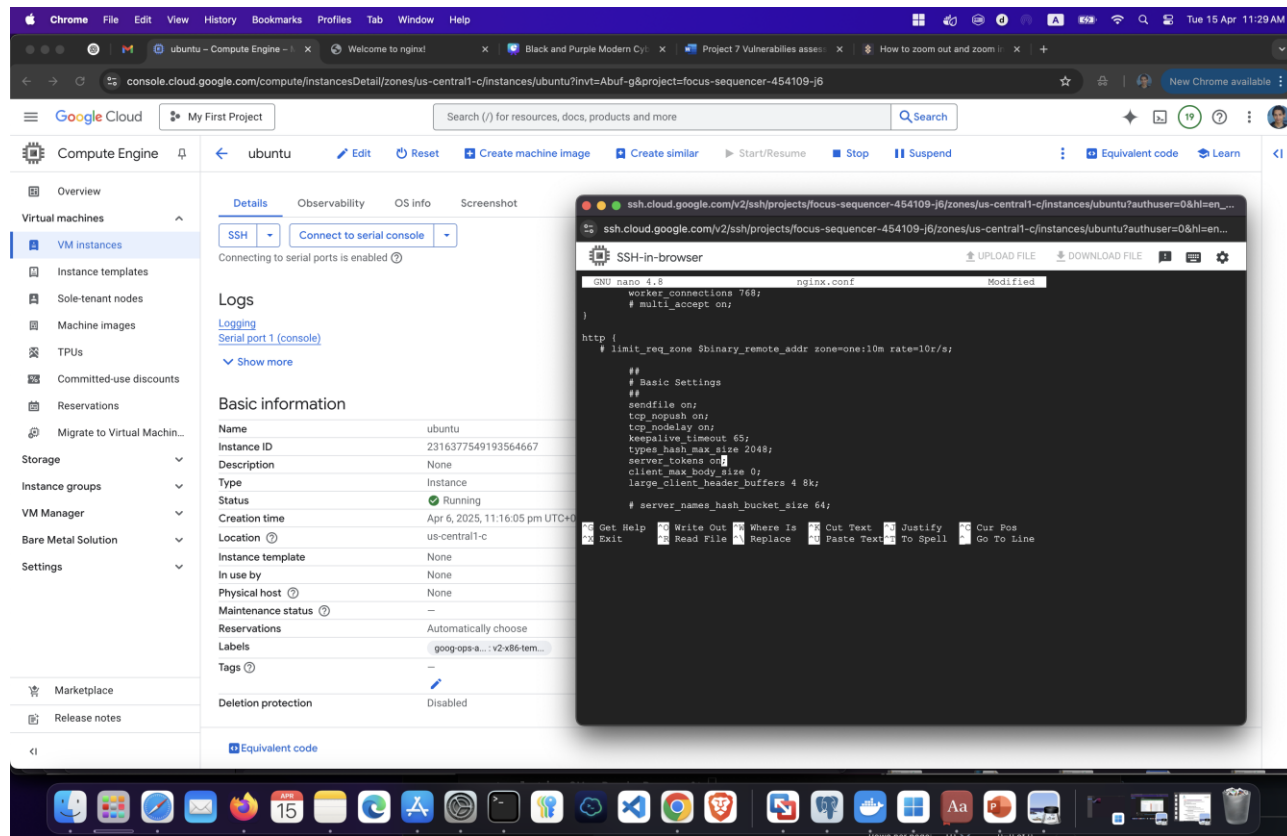 Chrome File Edit View History Bookmarks Profiles Tab Window Help
A
Tue 15 Apr 11:29 AM
ubuntu – Compute Engine –
Welcome to nginx!
Black and Purple Modern Cy
Project 7 Vulnerabilies asses
How to zoom out and zoom i
console.cloud.google.com/compute/instancesDetail/zones/us-central1-c/instances/ubuntu?invt=Abuf-g&project=focus-sequencer-454109-j6
New Chrome available
Google Cloud
My First Project
Search (/) for resources, docs, products and more
Search
19
Compute Engine
ubuntu
Edit
Reset
Create machine image
Create similar
Start/Resume
Stop
Suspend
Equivalent code
Learn
Overview
Virtual machines
VM instances
Instance templates
Sole-tenant nodes
Machine images
TPUs
Committed-use discounts
Reservations
Migrate to Virtual Machin...
Storage
Instance groups
VM Manager
Bare Metal Solution
Settings
Marketplace
Release notes
Details Observability OS info Screenshot
SSH
Connect to serial console
Connecting to serial ports is enabled
Logs
Logging
Serial port 1 (console)
Show more
Basic information
Name ubuntu
Instance ID 2316377549193564667
Description None
Type Instance
Status Running
Creation time Apr 6, 2025, 11:16:05 pm UTC+0
Location us-central1-c
Instance template None
In use by None
Physical host None
Maintenance status —
Reservations Automatically choose
Labels goog-ops-a... : v2-x86-tem...
Tags —
Deletion protection Disabled
Equivalent code
ssh.cloud.google.com/v2/ssh/projects/focus-sequencer-454109-j6/zones/us-central1-c/instances/ubuntu?authuser=0&hl=en_...
ssh.cloud.google.com/v2/ssh/projects/focus-sequencer-454109-j6/zones/us-central1-c/instances/ubuntu?authuser=0&hl=en...
SSH-in-browser
UPLOAD FILE
DOWNLOAD FILE
GNU nano 4.8 nginx.conf Modified
worker_connections 768;
# multi_accept on;
}
http {
# limit_req_zone $binary_remote_addr zone=one:10m rate=10r/s;
##
# Basic Settings
##
sendfile on;
tcp_nopush on;
tcp_nodelay on;
keepalive_timeout 65;
types_hash_max_size 2048;
server_tokens on;
client_max_body_size 0;
large_client_header_buffers 4 8k;
# server_names_hash_bucket_size 64;
^G Get Help ^O Write Out ^W Where Is ^K Cut Text ^J Justify ^C Cur Pos
^X Exit ^R Read File ^\ Replace ^U Paste Text ^T To Spell ^_ Go To Line
APR
15
Aa